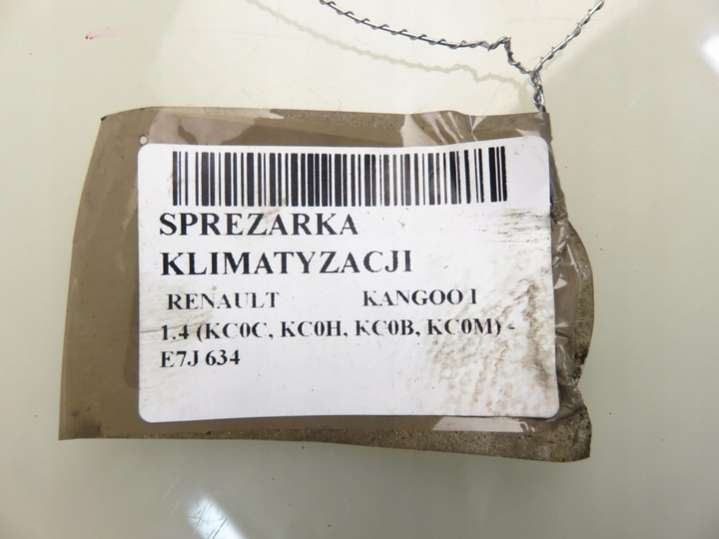 SPREZARKA
KLIMATYZACJI
RENAULT KANGOO I
1.4 (KC0C, KC0H, KC0B, KC0M) -
E7J 634